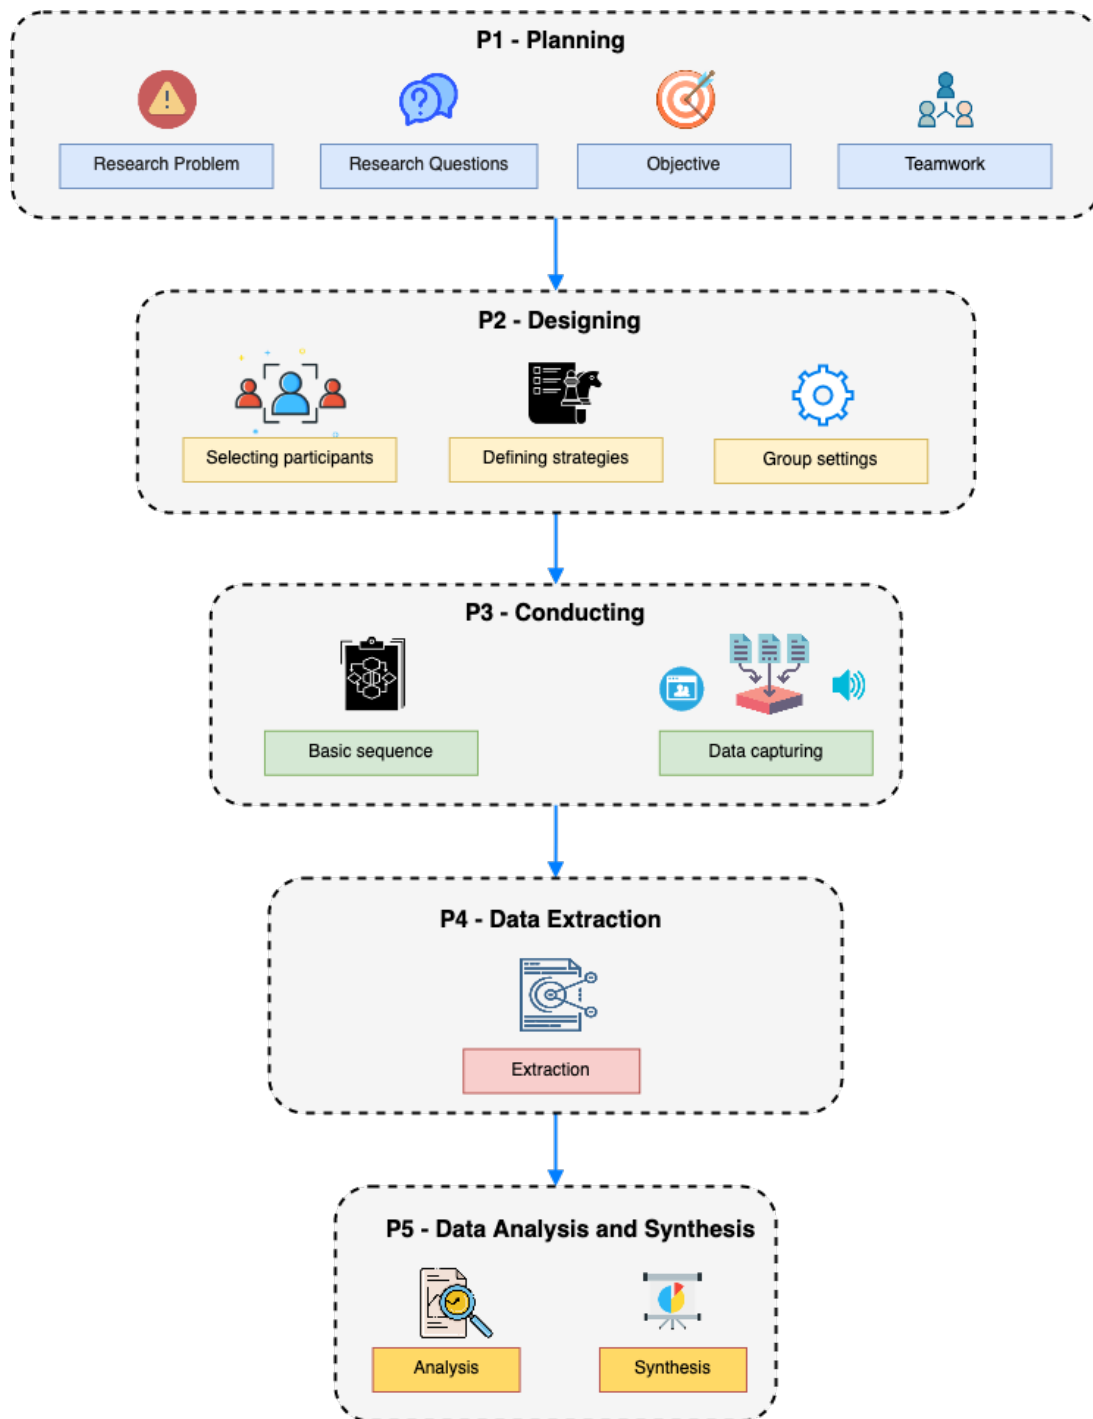 P1 - Planning
Research Problem
Research Questions
Objective
Teamwork
P2 - Designing
Selecting participants
Defining strategies
Group settings
P3 - Conducting
Basic sequence
Data capturing
P4 - Data Extraction
Extraction
P5 - Data Analysis and Synthesis
Analysis
Synthesis